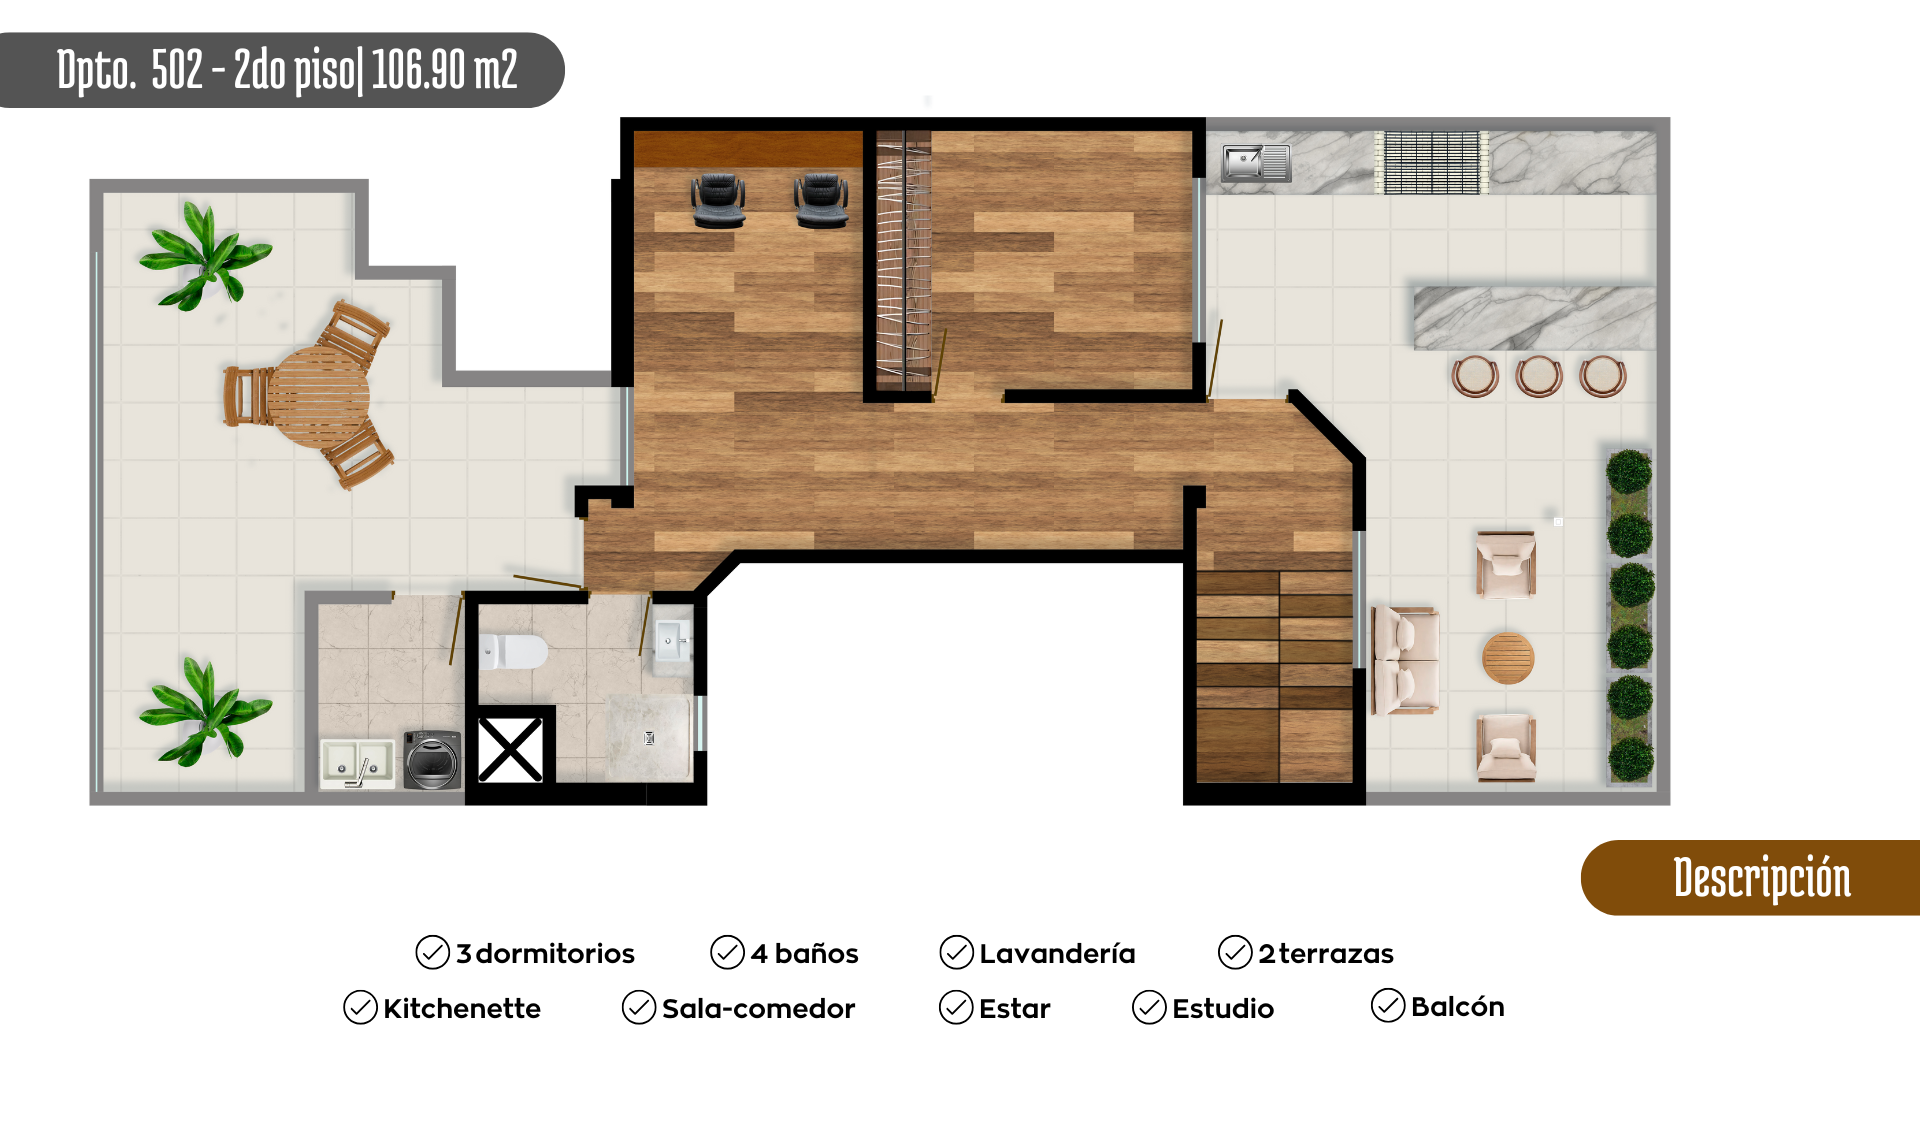 Dpto. 502 - 2do piso| 106.90 m2
Descripción
3 dormitorios
4 baños
Lavandería
2 terrazas
Kitchenette
Sala-comedor
Estar
Estudio
Balcón